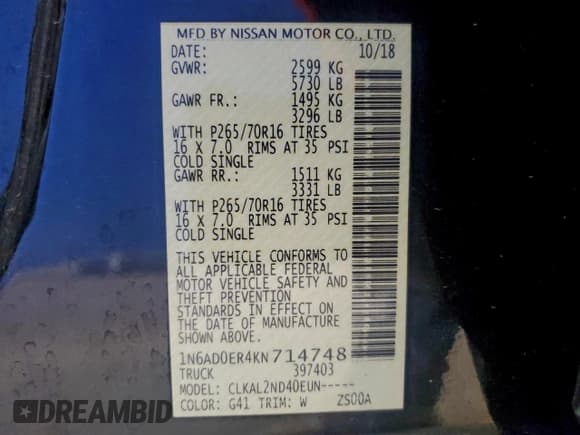 MFD BY NISSAN MOTOR CO., LTD.
DATE: 10/18
GVWR: 2599 KG
5730 LB
GAWR FR.: 1495 KG
3296 LB
WITH P265/70R16 TIRES
16 X 7.0 RIMS AT 35 PSI
COLD SINGLE
GAWR RR.: 1511 KG
3331 LB
WITH P265/70R16 TIRES
16 X 7.0 RIMS AT 35 PSI
COLD SINGLE
THIS VEHICLE CONFORMS TO
ALL APPLICABLE FEDERAL
MOTOR VEHICLE SAFETY AND
THEFT PREVENTION
STANDARDS IN EFFECT ON
THE DATE OF MANUFACTURE
SHOWN ABOVE.
1N6AD0ER4KN714748
TRUCK 397403
MODEL: CLKAL2ND40EUN-----
COLOR: G41 TRIM: W ZS00A
DREAMBID
DREAMBID.COM